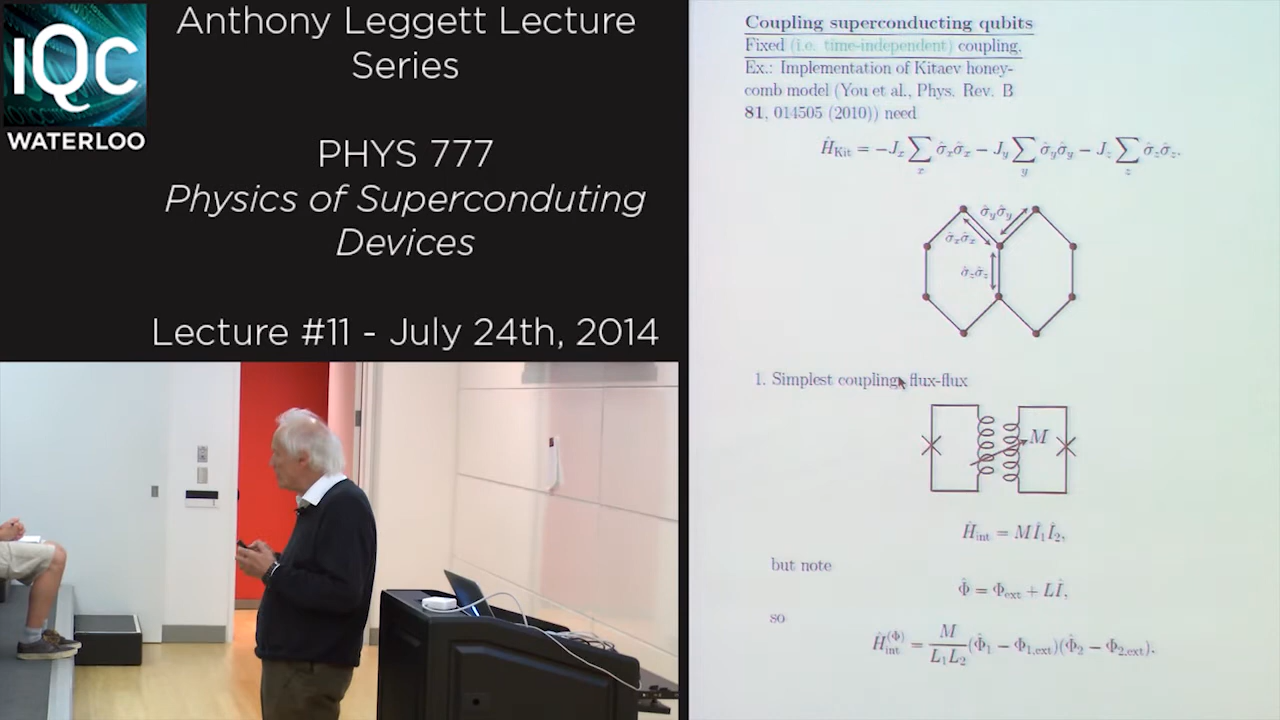 IQC
WATERLOO
Anthony Leggett Lecture
Series
PHYS 777
Physics of Superconduting
Devices
Lecture #11 - July 24th, 2014
Coupling superconducting qubits
Fixed (i.e. time-independent) coupling.
Ex.: Implementation of Kitaev honey-
comb model (You et al., Phys. Rev. B
81, 014505 (2010)) need
Ĥ_Kit = −J_x ∑_x σ̂_xσ̂_x − J_y ∑_y σ̂_yσ̂_y − J_z ∑_z σ̂_zσ̂_z.
σ̂_yσ̂_y
σ̂_xσ̂_x
σ̂_zσ̂_z
1. Simplest coupling, flux-flux
M
Ĥ_int = MÎ_1Î_2,
but note
Φ̂ = Φ_ext + LÎ,
so
Ĥ_int^(Φ) = M/(L_1L_2) (Φ̂_1 − Φ_1,ext)(Φ̂_2 − Φ_2,ext).